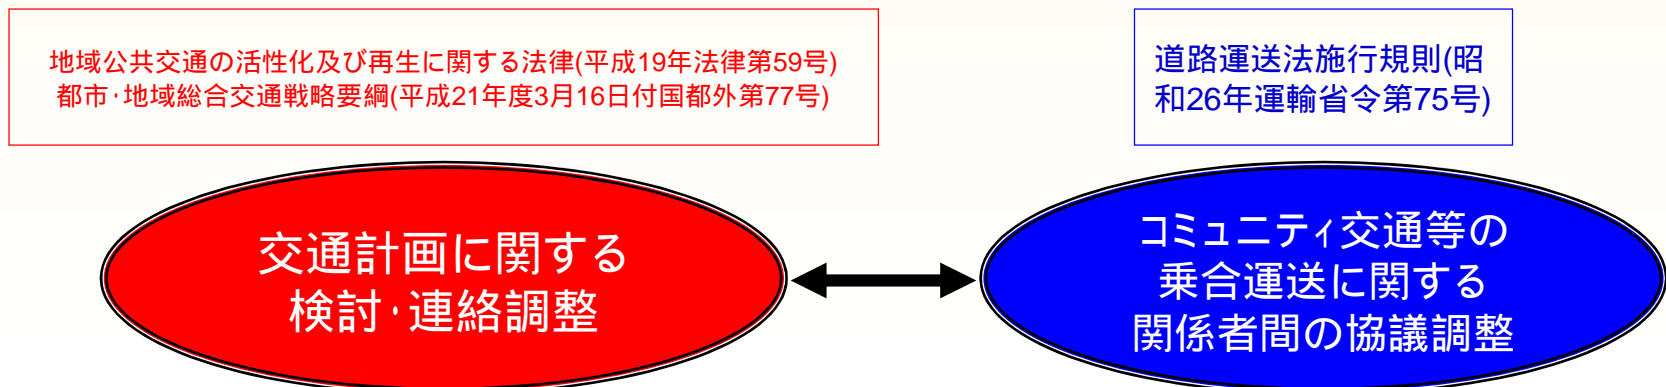 地域公共交通の活性化及び再生に関する法律(平成19年法律第59号)
都市･地域総合交通戦略要綱(平成21年度3月16日付国都外第77号)
道路運送法施行規則(昭
和26年運輸省令第75号)
交通計画に関する
検討･連絡調整
コミュニティ交通等の
乗合運送に関する
関係者間の協議調整